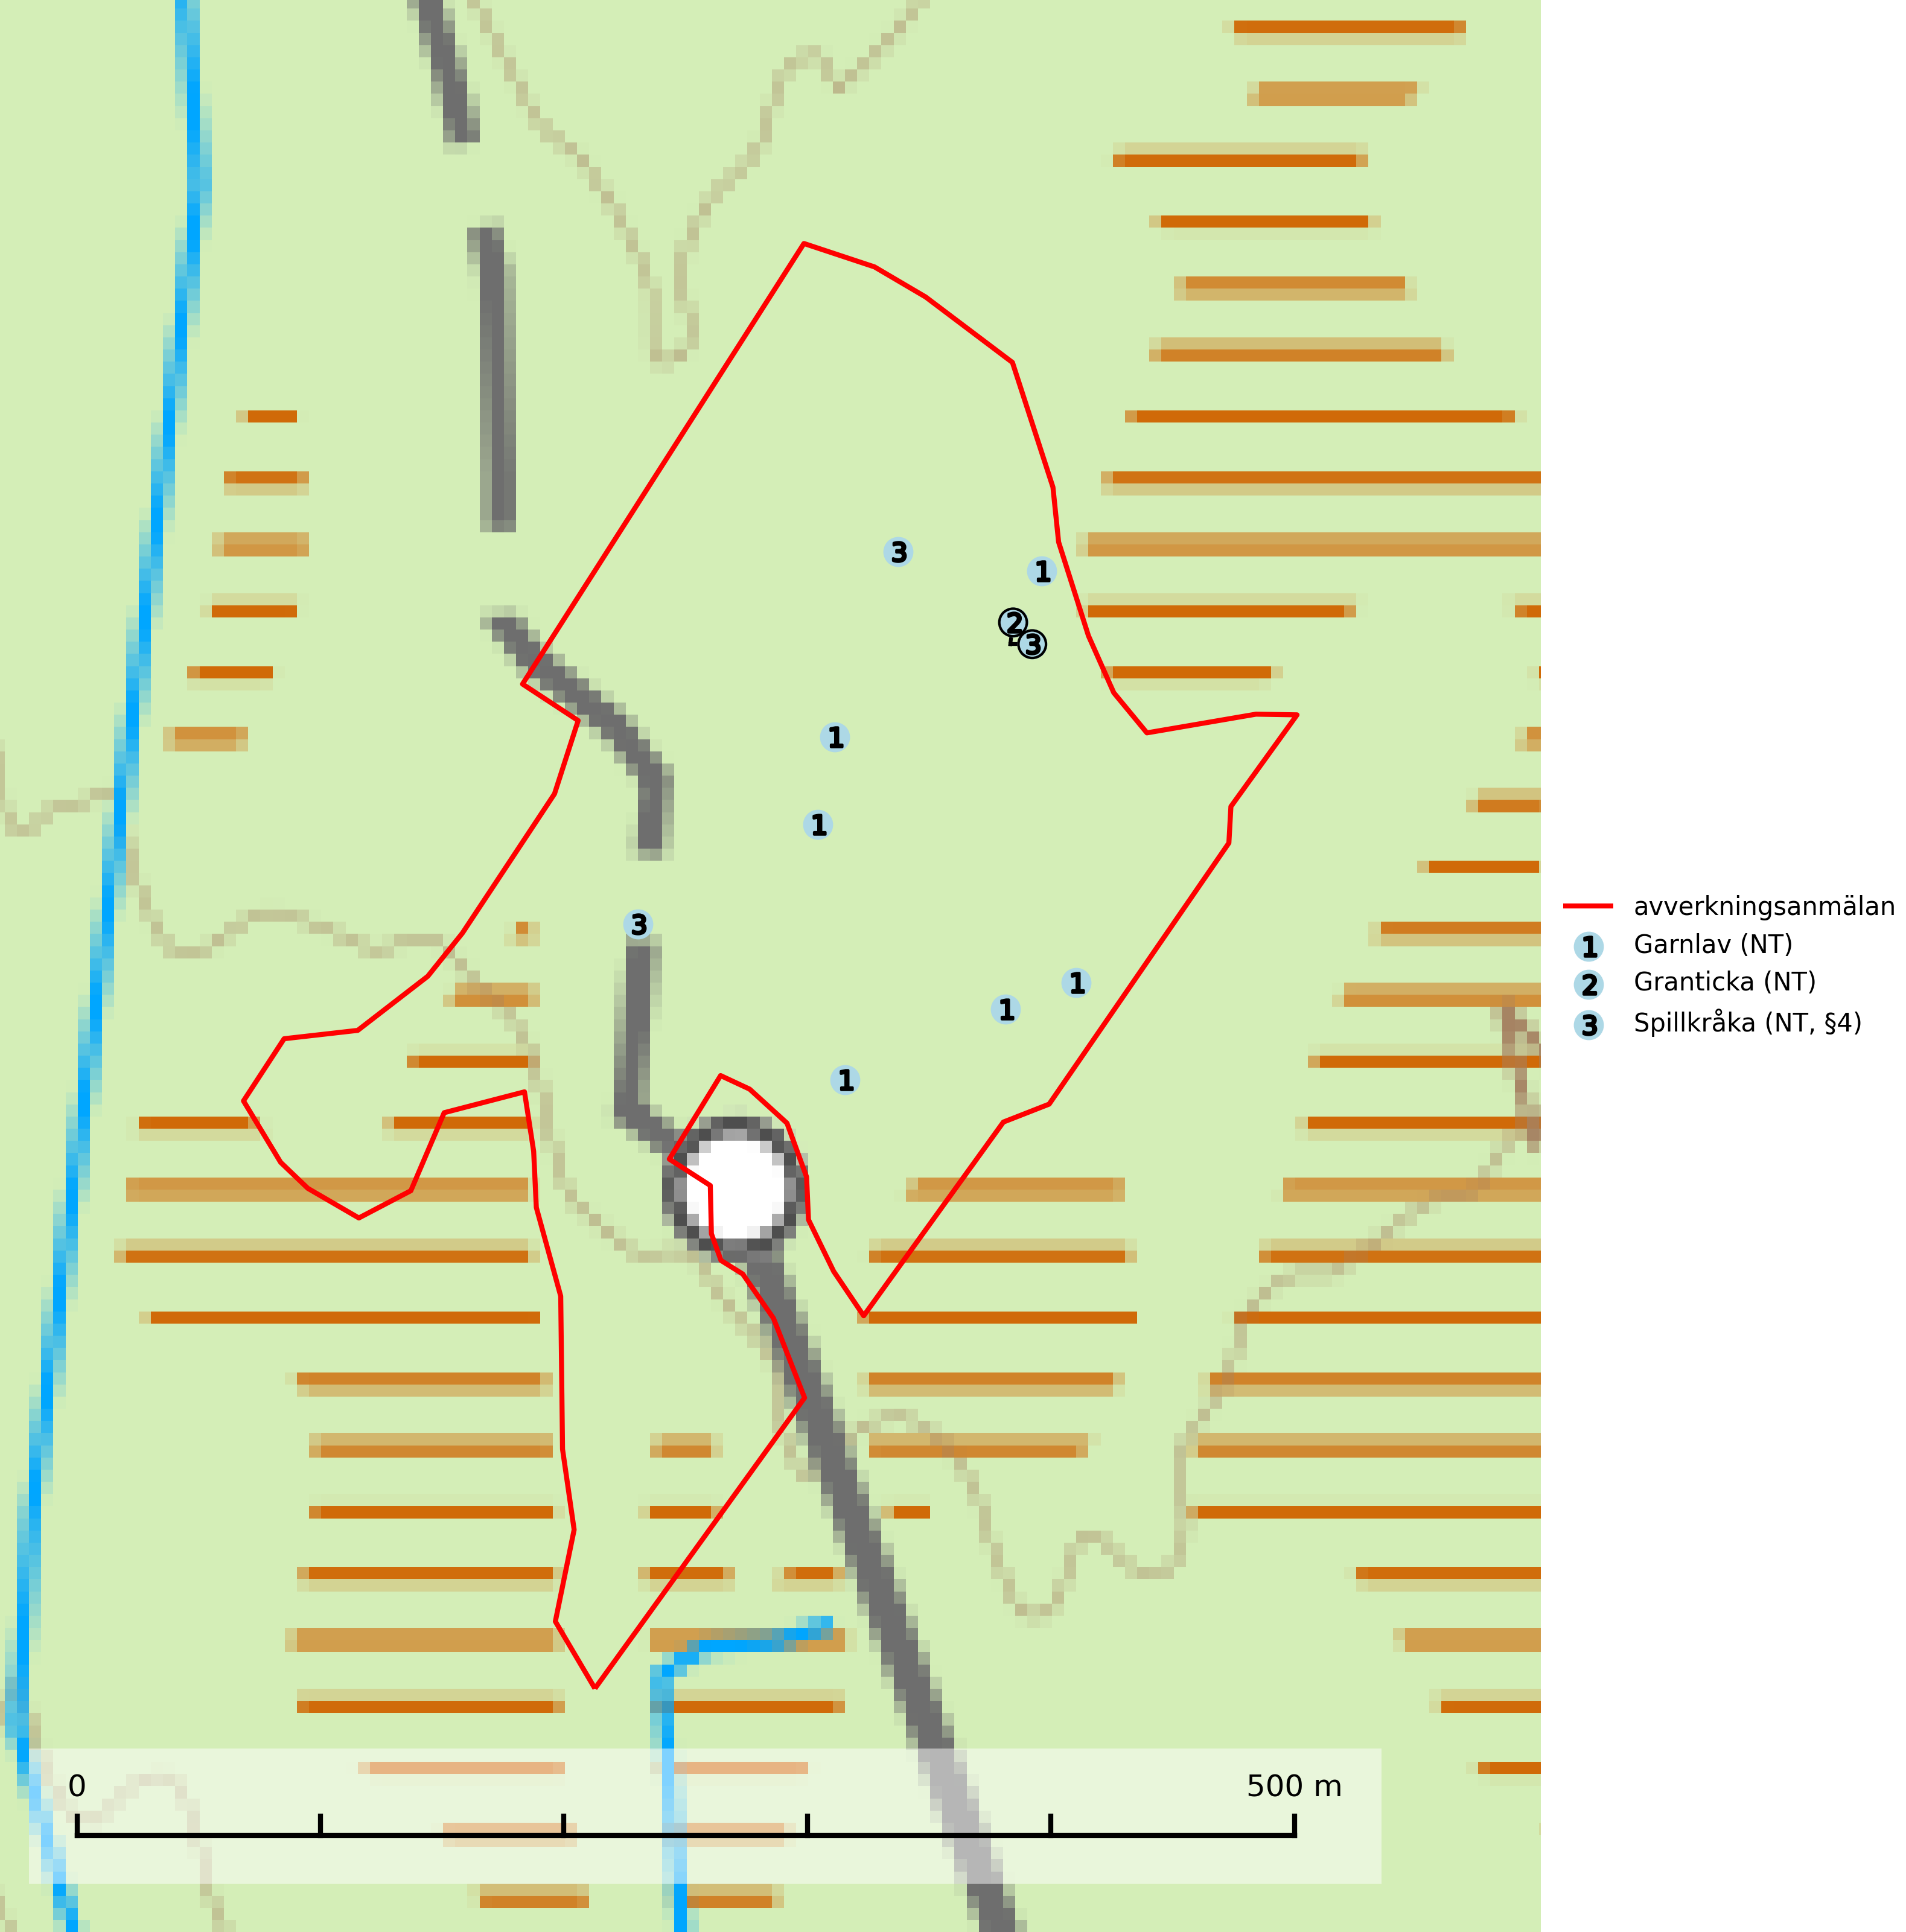 3
1
2
3
1
1
3
1
1
1
avverkningsanmälan
1 Garnlav (NT)
2 Granticka (NT)
3 Spillkråka (NT, §4)
0 500 m